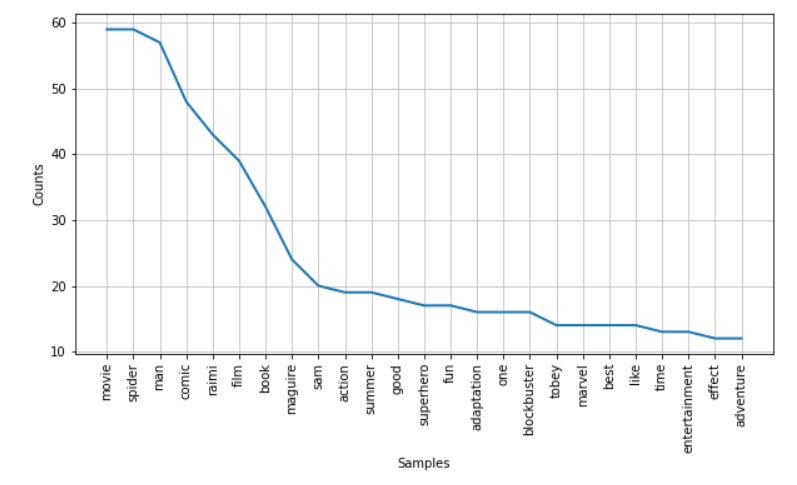 60
50
40
30
20
10
Counts
movie
spider
man
comic
raimi
film
book
maguire
sam
action
summer
good
superhero
fun
adaptation
one
blockbuster
tobey
marvel
best
like
time
entertainment
effect
adventure
Samples